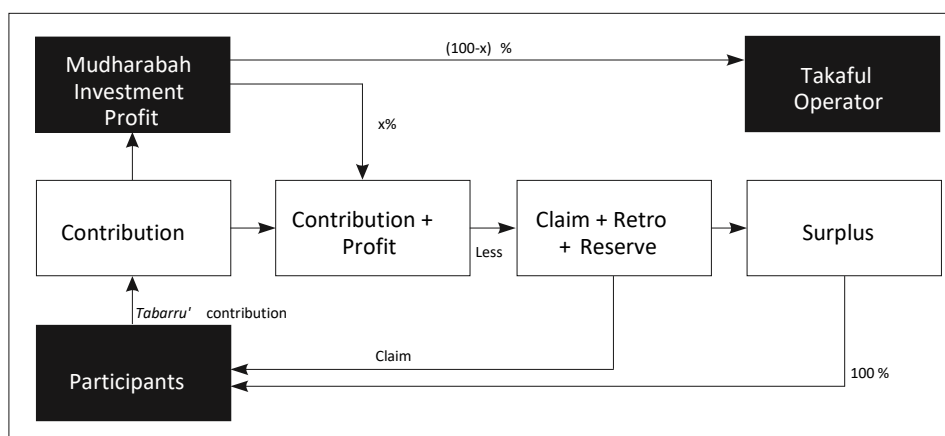 Mudharabah
Investment
Profit
(100-x) %
Takaful
Operator
x%
Contribution
Contribution +
Profit
Less
Claim + Retro
+ Reserve
Surplus
Tabarru' contribution
Participants
Claim
100 %